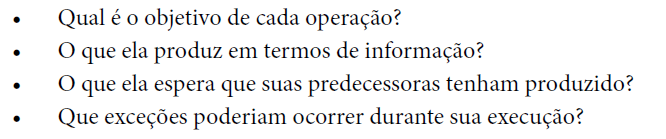 • Qual é o objetivo de cada operação?
• O que ela produz em termos de informação?
• O que ela espera que suas predecessoras tenham produzido?
• Que exceções poderiam ocorrer durante sua execução?